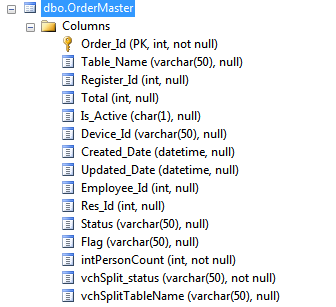 dbo.OrderMaster
Columns
Order_Id (PK, int, not null)
Table_Name (varchar(50), null)
Register_Id (int, null)
Total (int, null)
Is_Active (char(1), null)
Device_Id (varchar(50), null)
Created_Date (datetime, null)
Updated_Date (datetime, null)
Employee_Id (int, null)
Res_Id (int, null)
Status (varchar(50), null)
Flag (varchar(50), null)
intPersonCount (int, not null)
vchSplit_status (varchar(50), not null)
vchSplitTableName (varchar(50), null)